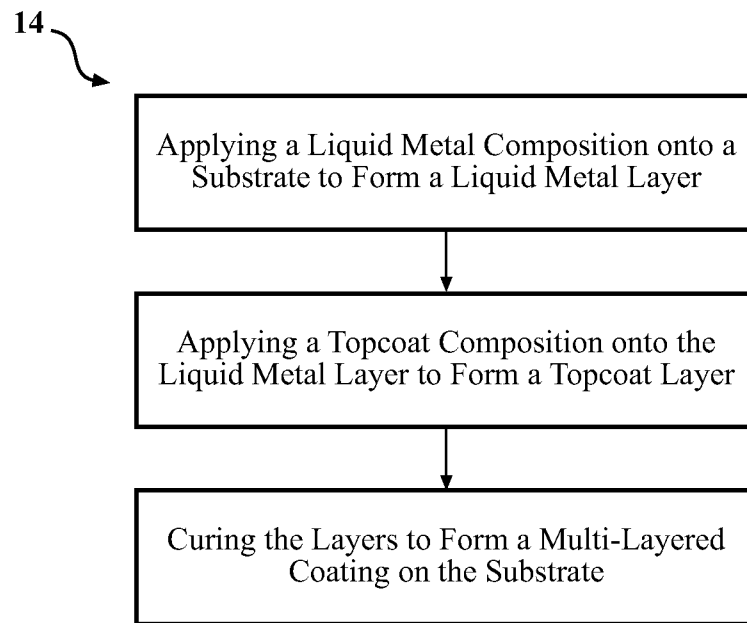 14
Applying a Liquid Metal Composition onto a
Substrate to Form a Liquid Metal Layer
Applying a Topcoat Composition onto the
Liquid Metal Layer to Form a Topcoat Layer
Curing the Layers to Form a Multi-Layered
Coating on the Substrate